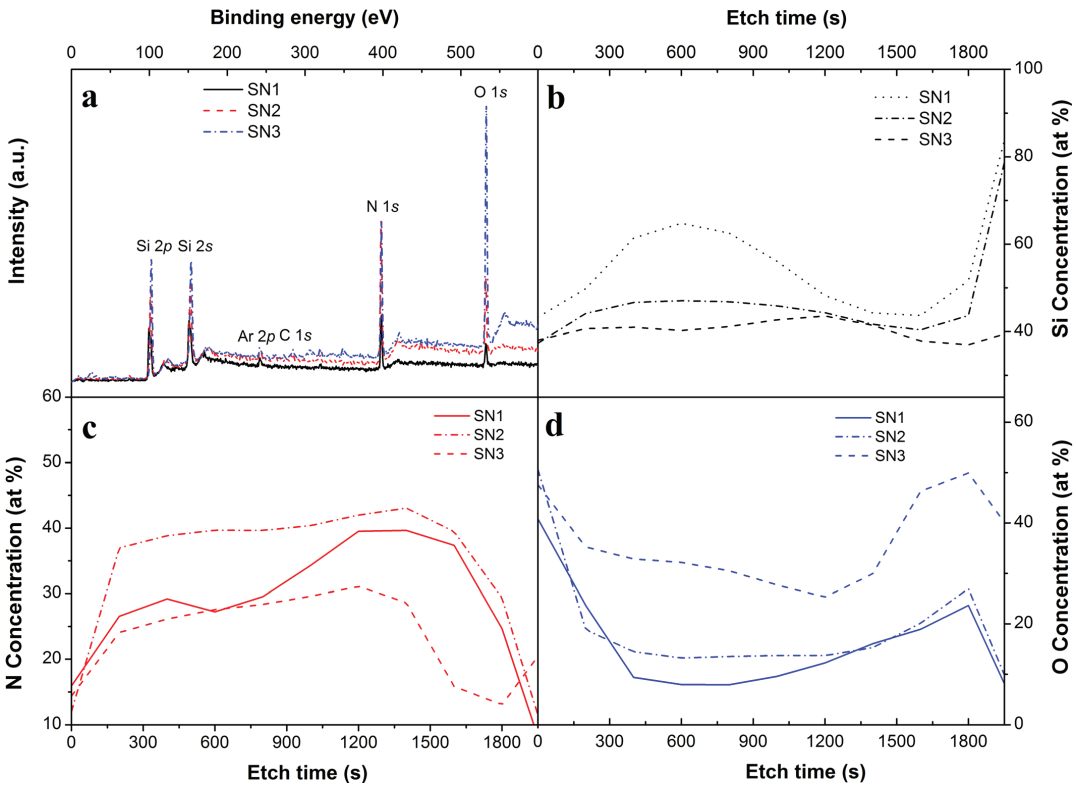 Binding energy (eV)
Etch time (s)
0 100 200 300 400 500
0 300 600 900 1200 1500 1800
a
SN1
SN2
SN3
Si 2p
Si 2s
Ar 2p
C 1s
N 1s
O 1s
Intensity (a.u.)
b
SN1
SN2
SN3
100
80
60
40
Si Concentration (at %)
c
SN1
SN2
SN3
60
50
40
30
20
10
N Concentration (at %)
d
SN1
SN2
SN3
60
40
20
0
O Concentration (at %)
0 300 600 900 1200 1500 1800
0 300 600 900 1200 1500 1800
Etch time (s)
Etch time (s)